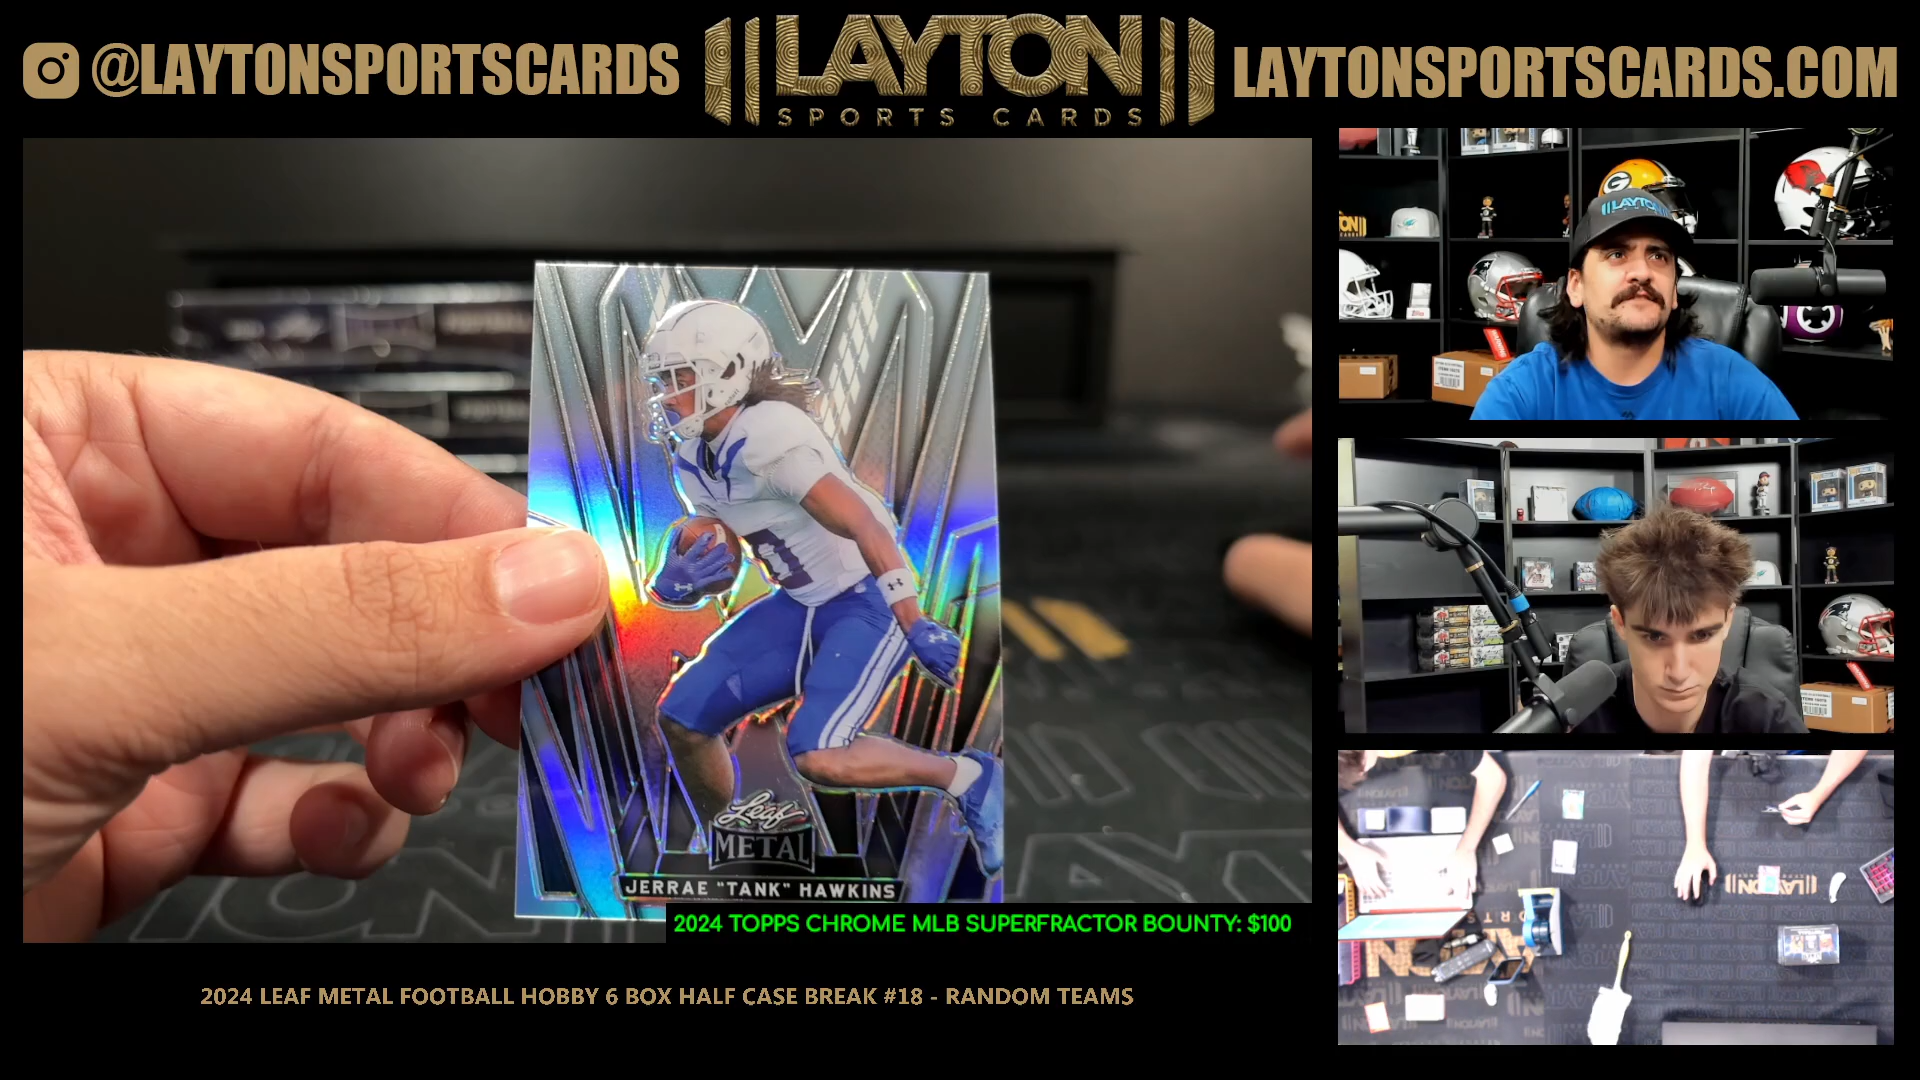 @LAYTONSPORTSCARDS
LAYTON
SPORTS CARDS
LAYTONSPORTSCARDS.COM
LAYTON
Leaf
METAL
JERRAE "TANK" HAWKINS
2024 TOPPS CHROME MLB SUPERFRACTOR BOUNTY: $100
2024 LEAF METAL FOOTBALL HOBBY 6 BOX HALF CASE BREAK #18 - RANDOM TEAMS